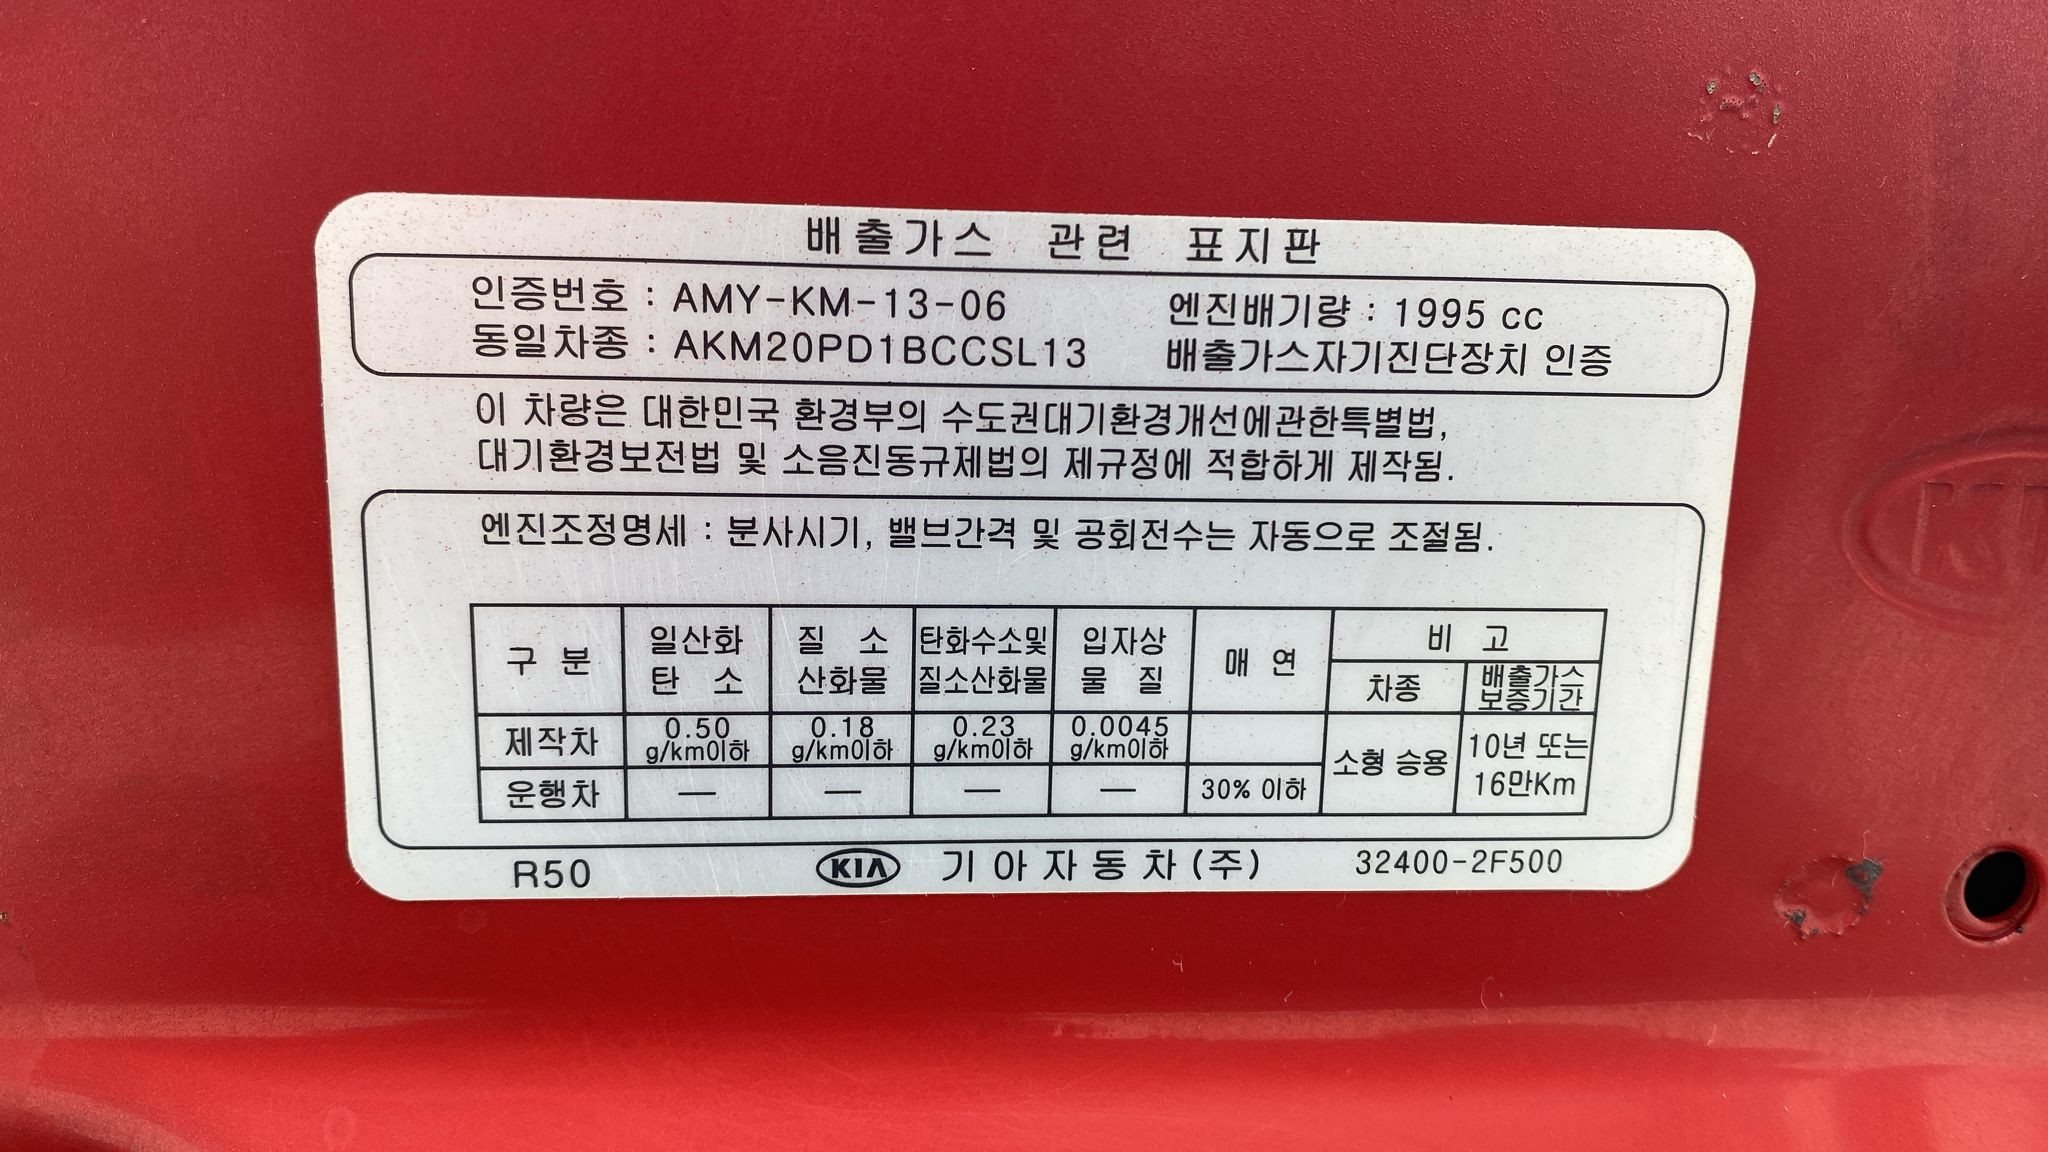 배출가스 관련 표지판
인증번호 : AMY-KM-13-06 엔진배기량 : 1995 cc
동일차종 : AKM20PD1BCCSL13 배출가스자기진단장치 인증
이 차량은 대한민국 환경부의 수도권대기환경개선에관한특별법,
대기환경보전법 및 소음진동규제법의 제규정에 적합하게 제작됨.
엔진조정명세 : 분사시기, 밸브간격 및 공회전수는 자동으로 조절됨.
구 분 일산화 탄 소 질 소 산화물 탄화수소및 질소산화물 입자상 물 질 매 연 비 고
차종 배출가스 보증기간
제작차 0.50 g/km이하 0.18 g/km이하 0.23 g/km이하 0.0045 g/km이하 소형 승용 10년 또는 16만Km
운행차 — — — — 30% 이하
R50 KIA 기아자동차(주) 32400-2F500
KI